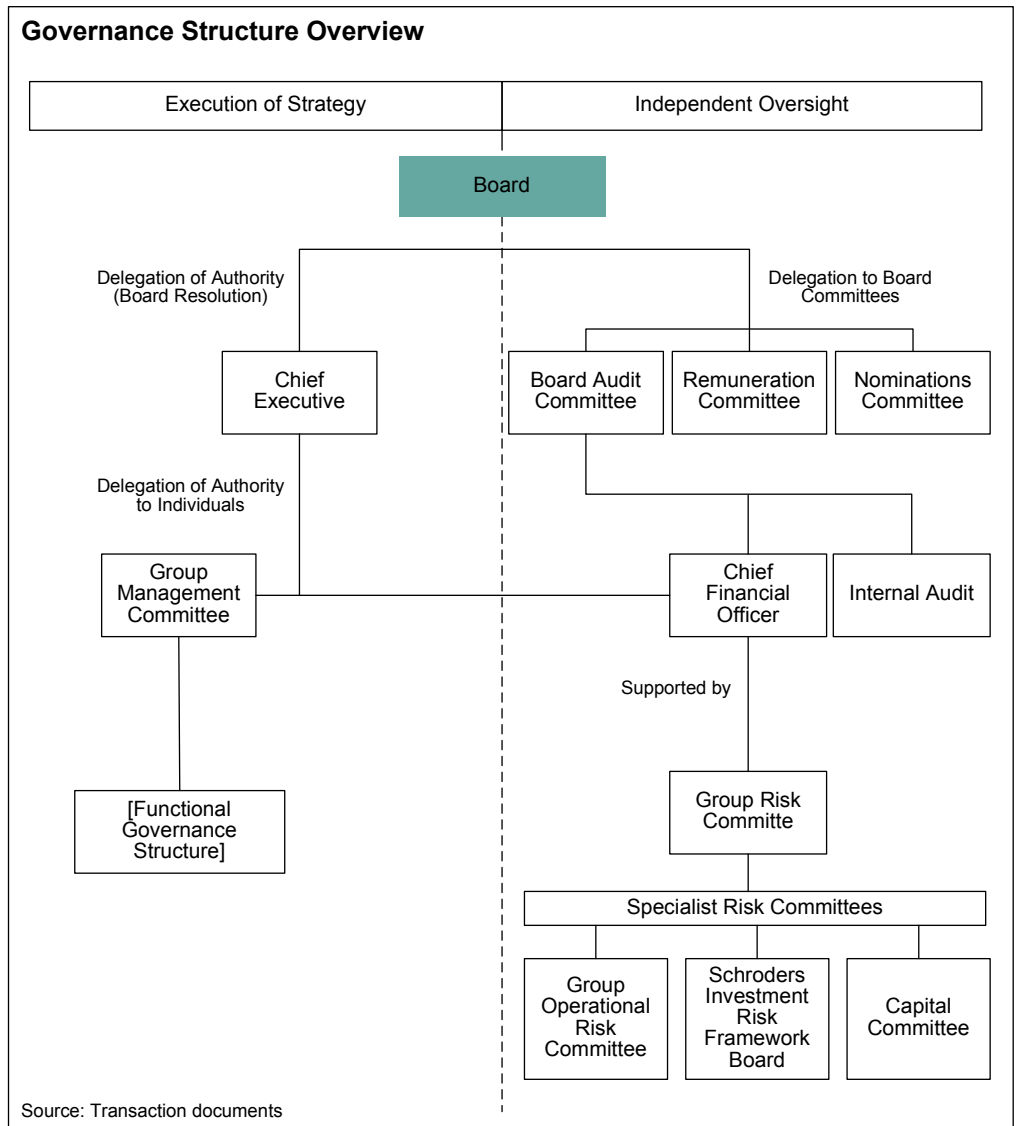 Governance Structure Overview
Execution of Strategy
Independent Oversight
Board
Delegation of Authority
(Board Resolution)
Delegation to Board
Committees
Chief
Executive
Board Audit
Committee
Remuneration
Committee
Nominations
Committee
Delegation of Authority
to Individuals
Group
Management
Committee
Chief
Financial
Officer
Internal Audit
Supported by
[Functional
Governance
Structure]
Group Risk
Committe
Specialist Risk Committees
Group
Operational
Risk
Committee
Schroders
Investment
Risk
Framework
Board
Capital
Committee
Source: Transaction documents